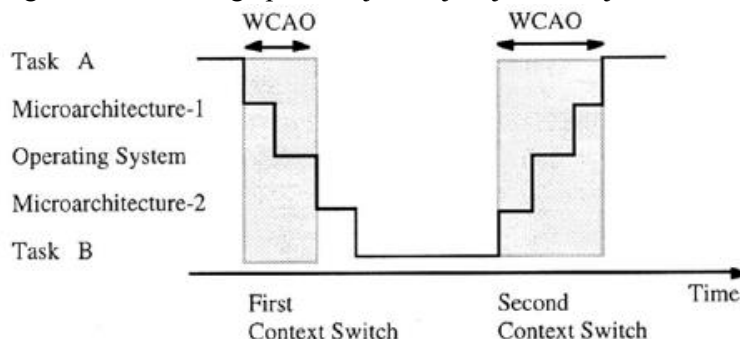 WCAO
WCAO
Task A
Microarchitecture-1
Operating System
Microarchitecture-2
Task B
Time
First
Context Switch
Second
Context Switch